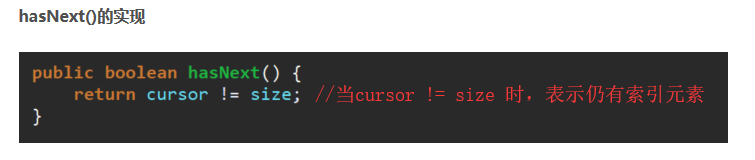 hasNext()的实现
public boolean hasNext() {
    return cursor != size; //当cursor != size 时，表示仍有索引元素
}